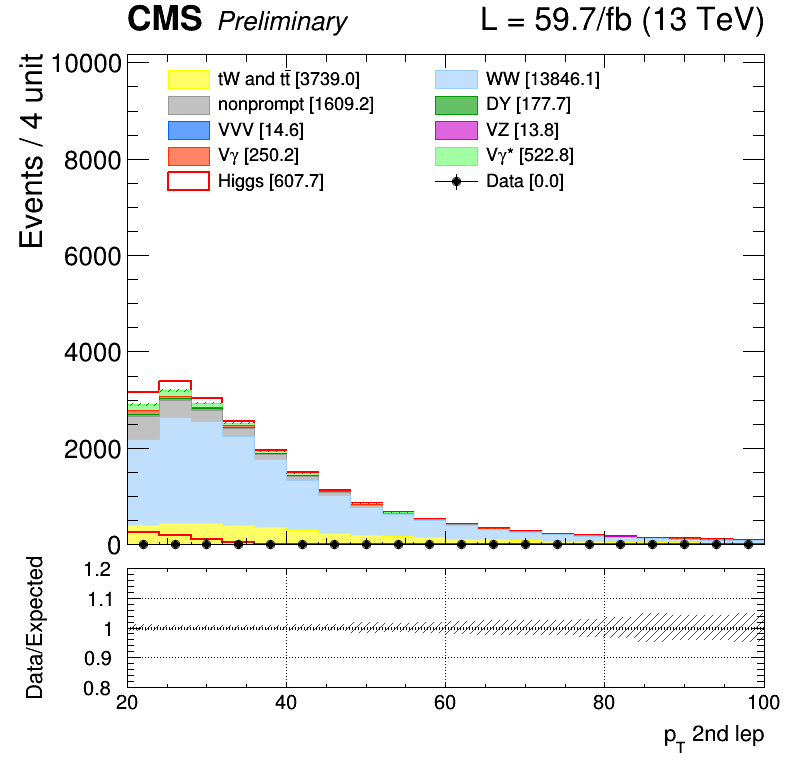 CMS Preliminary L = 59.7/fb (13 TeV)
Events / 4 unit
10000
8000
6000
4000
2000
0
tW and tt̄ [3739.0] WW [13846.1]
nonprompt [1609.2] DY [177.7]
VVV [14.6] VZ [13.8]
Vγ [250.2] Vγ* [522.8]
Higgs [607.7] Data [0.0]
Data/Expected
1.2
1.1
1
0.9
0.8
20 40 60 80 100
p_T 2nd lep